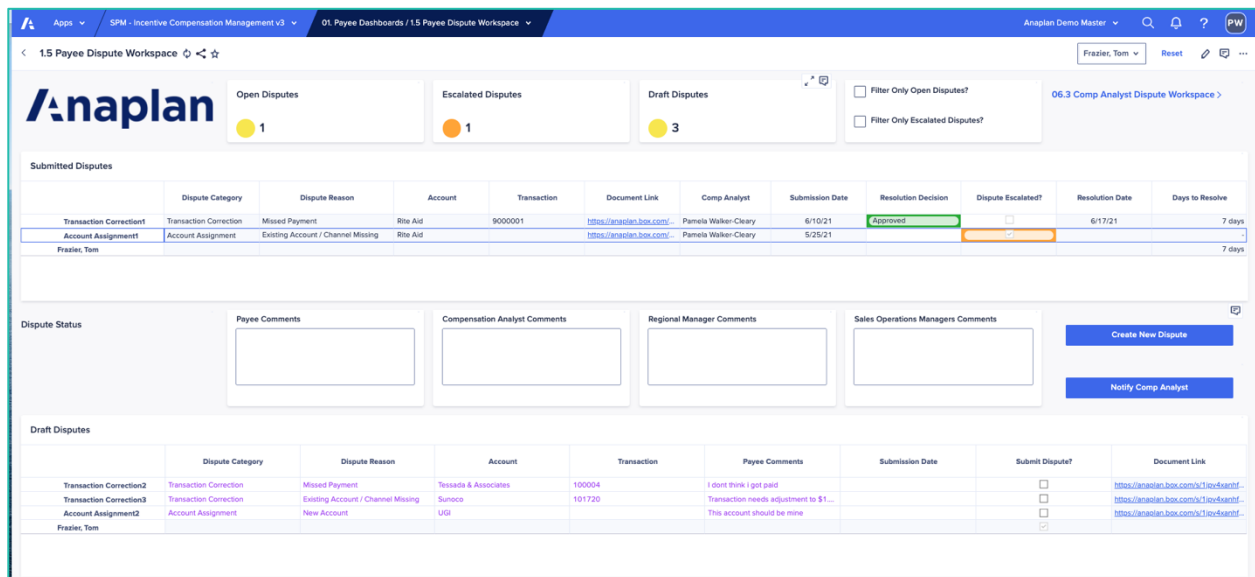 Apps
SPM - Incentive Compensation Management v3
01. Payee Dashboards / 1.5 Payee Dispute Workspace
Anaplan Demo Master
?
PW
1.5 Payee Dispute Workspace
Frazier, Tom
Reset
Anaplan
Open Disputes
1
Escalated Disputes
1
Draft Disputes
3
Filter Only Open Disputes?
Filter Only Escalated Disputes?
06.3 Comp Analyst Dispute Workspace >
Submitted Disputes
Dispute Category Dispute Reason Account Transaction Document Link Comp Analyst Submission Date Resolution Decision Dispute Escalated? Resolution Date Days to Resolve
Transaction Correction1 Transaction Correction Missed Payment Rite Aid 9000001 https://anaplan.box.com/... Pamela Walker-Cleary 6/10/21 Approved 6/17/21 7 days
Account Assignment1 Account Assignment Existing Account / Channel Missing Rite Aid https://anaplan.box.com/... Pamela Walker-Cleary 5/25/21 -
Frazier, Tom 7 days
Dispute Status
Payee Comments
Compensation Analyst Comments
Regional Manager Comments
Sales Operations Managers Comments
Create New Dispute
Notify Comp Analyst
Draft Disputes
Dispute Category Dispute Reason Account Transaction Payee Comments Submission Date Submit Dispute? Document Link
Transaction Correction2 Transaction Correction Missed Payment Tessada & Associates 100004 I dont think i got paid https://anaplan.box.com/s/1jpv4xanhf...
Transaction Correction3 Transaction Correction Existing Account / Channel Missing Sunoco 101720 Transaction needs adjustment to $1... https://anaplan.box.com/s/1jpv4xanhf...
Account Assignment2 Account Assignment New Account UGI This account should be mine https://anaplan.box.com/s/1jpv4xanhf...
Frazier, Tom